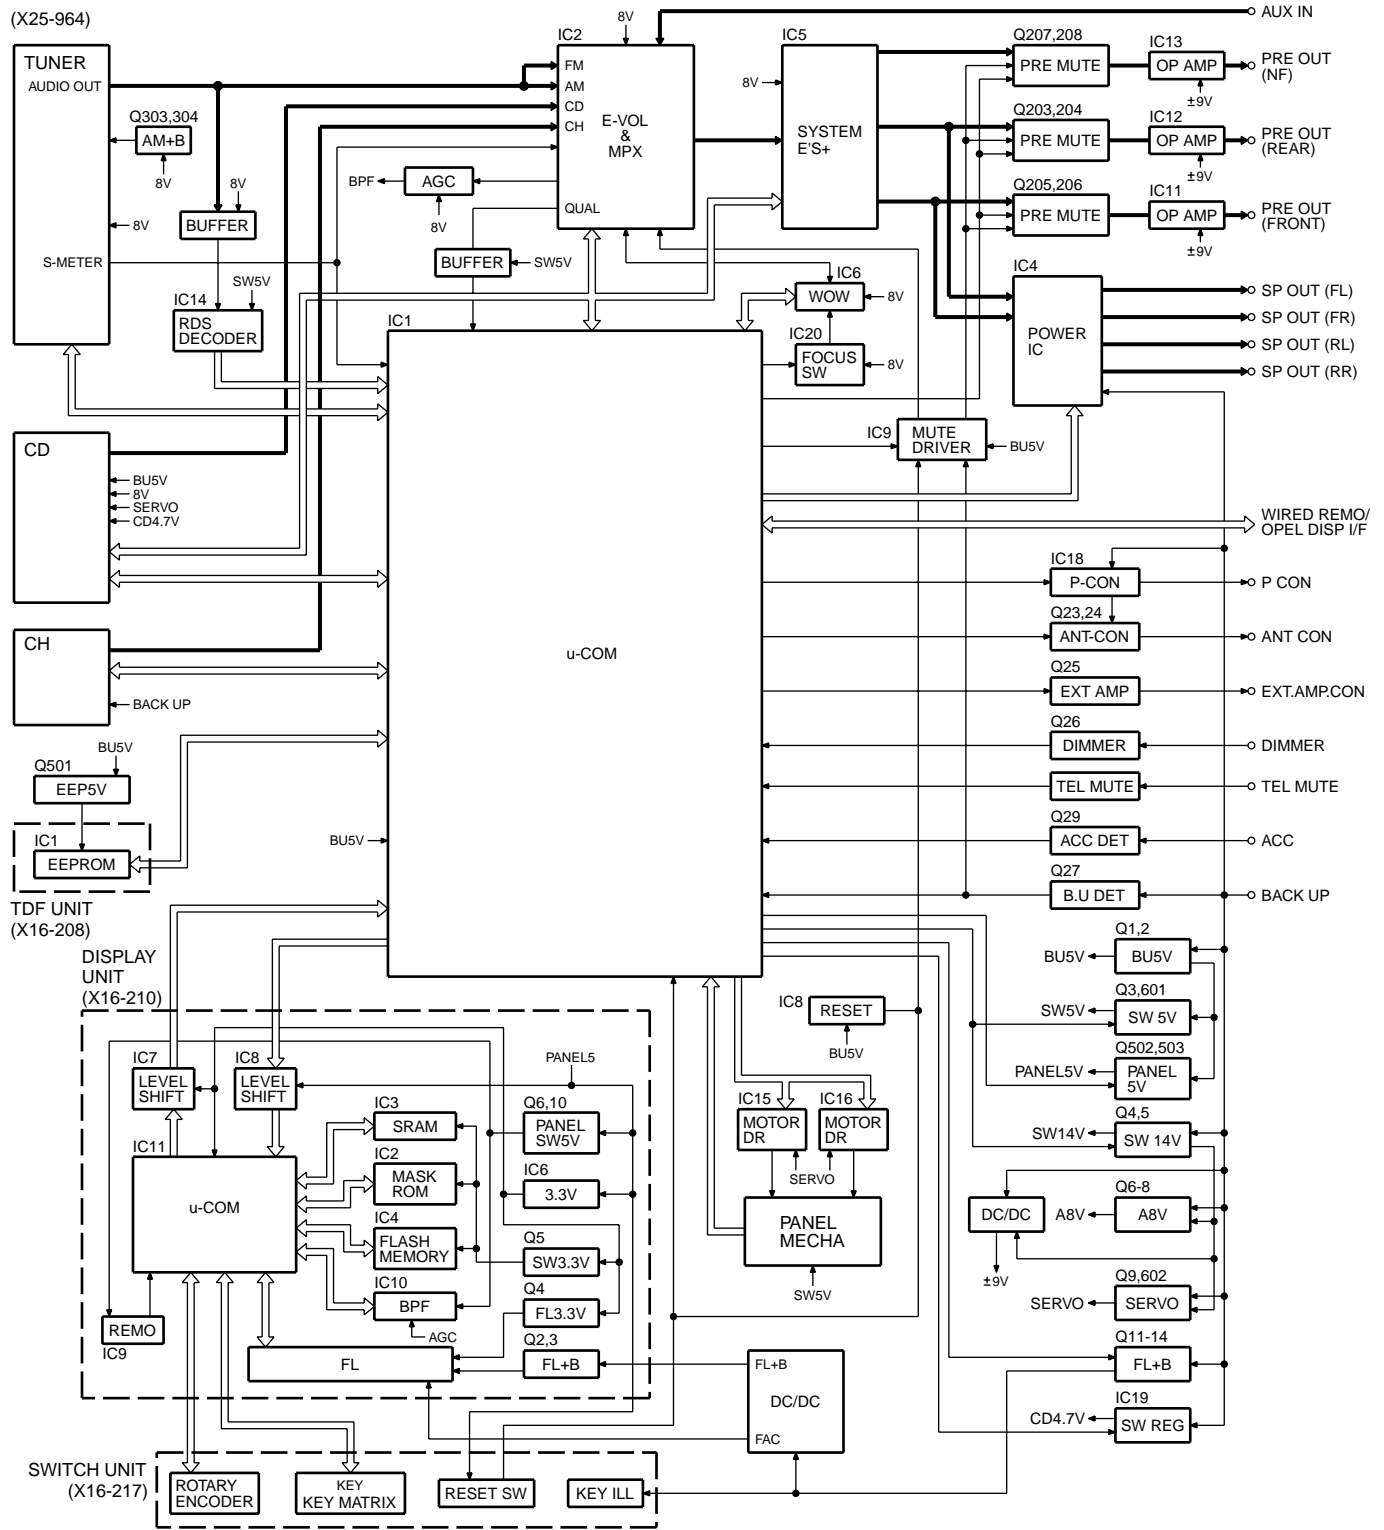 (X25-964)
TUNER
AUDIO OUT
Q303,304
AM+B
8V
8V
BUFFER
8V
S-METER
SW5V
IC14
RDS
DECODER
8V
IC2
FM
AM
CD
CH
E-VOL
&
MPX
QUAL
BPF
AGC
8V
BUFFER
SW5V
IC5
8V
SYSTEM
E'S+
AUX IN
Q207,208
PRE MUTE
IC13
OP AMP
±9V
PRE OUT
(NF)
Q203,204
PRE MUTE
IC12
OP AMP
±9V
PRE OUT
(REAR)
Q205,206
PRE MUTE
IC11
OP AMP
±9V
PRE OUT
(FRONT)
IC6
WOW
8V
IC20
FOCUS
SW
8V
IC4
POWER
IC
SP OUT (FL)
SP OUT (FR)
SP OUT (RL)
SP OUT (RR)
IC9
MUTE
DRIVER
BU5V
IC1
u-COM
BU5V
CD
BU5V
8V
SERVO
CD4.7V
CH
BACK UP
BU5V
Q501
EEP5V
IC1
EEPROM
TDF UNIT
(X16-208)
WIRED REMO/
OPEL DISP I/F
IC18
P-CON
P CON
Q23,24
ANT-CON
ANT CON
Q25
EXT AMP
EXT.AMP.CON
Q26
DIMMER
DIMMER
TEL MUTE
TEL MUTE
Q29
ACC DET
ACC
Q27
B.U DET
BACK UP
Q1,2
BU5V
BU5V
Q3,601
SW5V
SW 5V
Q502,503
PANEL5V
PANEL
5V
Q4,5
SW14V
SW 14V
DC/DC
±9V
Q6-8
A8V
A8V
Q9,602
SERVO
SERVO
Q11-14
FL+B
IC19
CD4.7V
SW REG
IC8
RESET
BU5V
IC15
MOTOR
DR
IC16
MOTOR
DR
SERVO
PANEL
MECHA
SW5V
DISPLAY
UNIT
(X16-210)
IC7
LEVEL
SHIFT
IC8
LEVEL
SHIFT
PANEL5
IC11
u-COM
IC3
SRAM
IC2
MASK
ROM
IC4
FLASH
MEMORY
IC10
BPF
AGC
Q6,10
PANEL
SW5V
IC6
3.3V
Q5
SW3.3V
Q4
FL3.3V
Q2,3
FL+B
REMO
IC9
FL
FL+B
DC/DC
FAC
SWITCH UNIT
(X16-217)
ROTARY
ENCODER
KEY
KEY MATRIX
RESET SW
KEY ILL